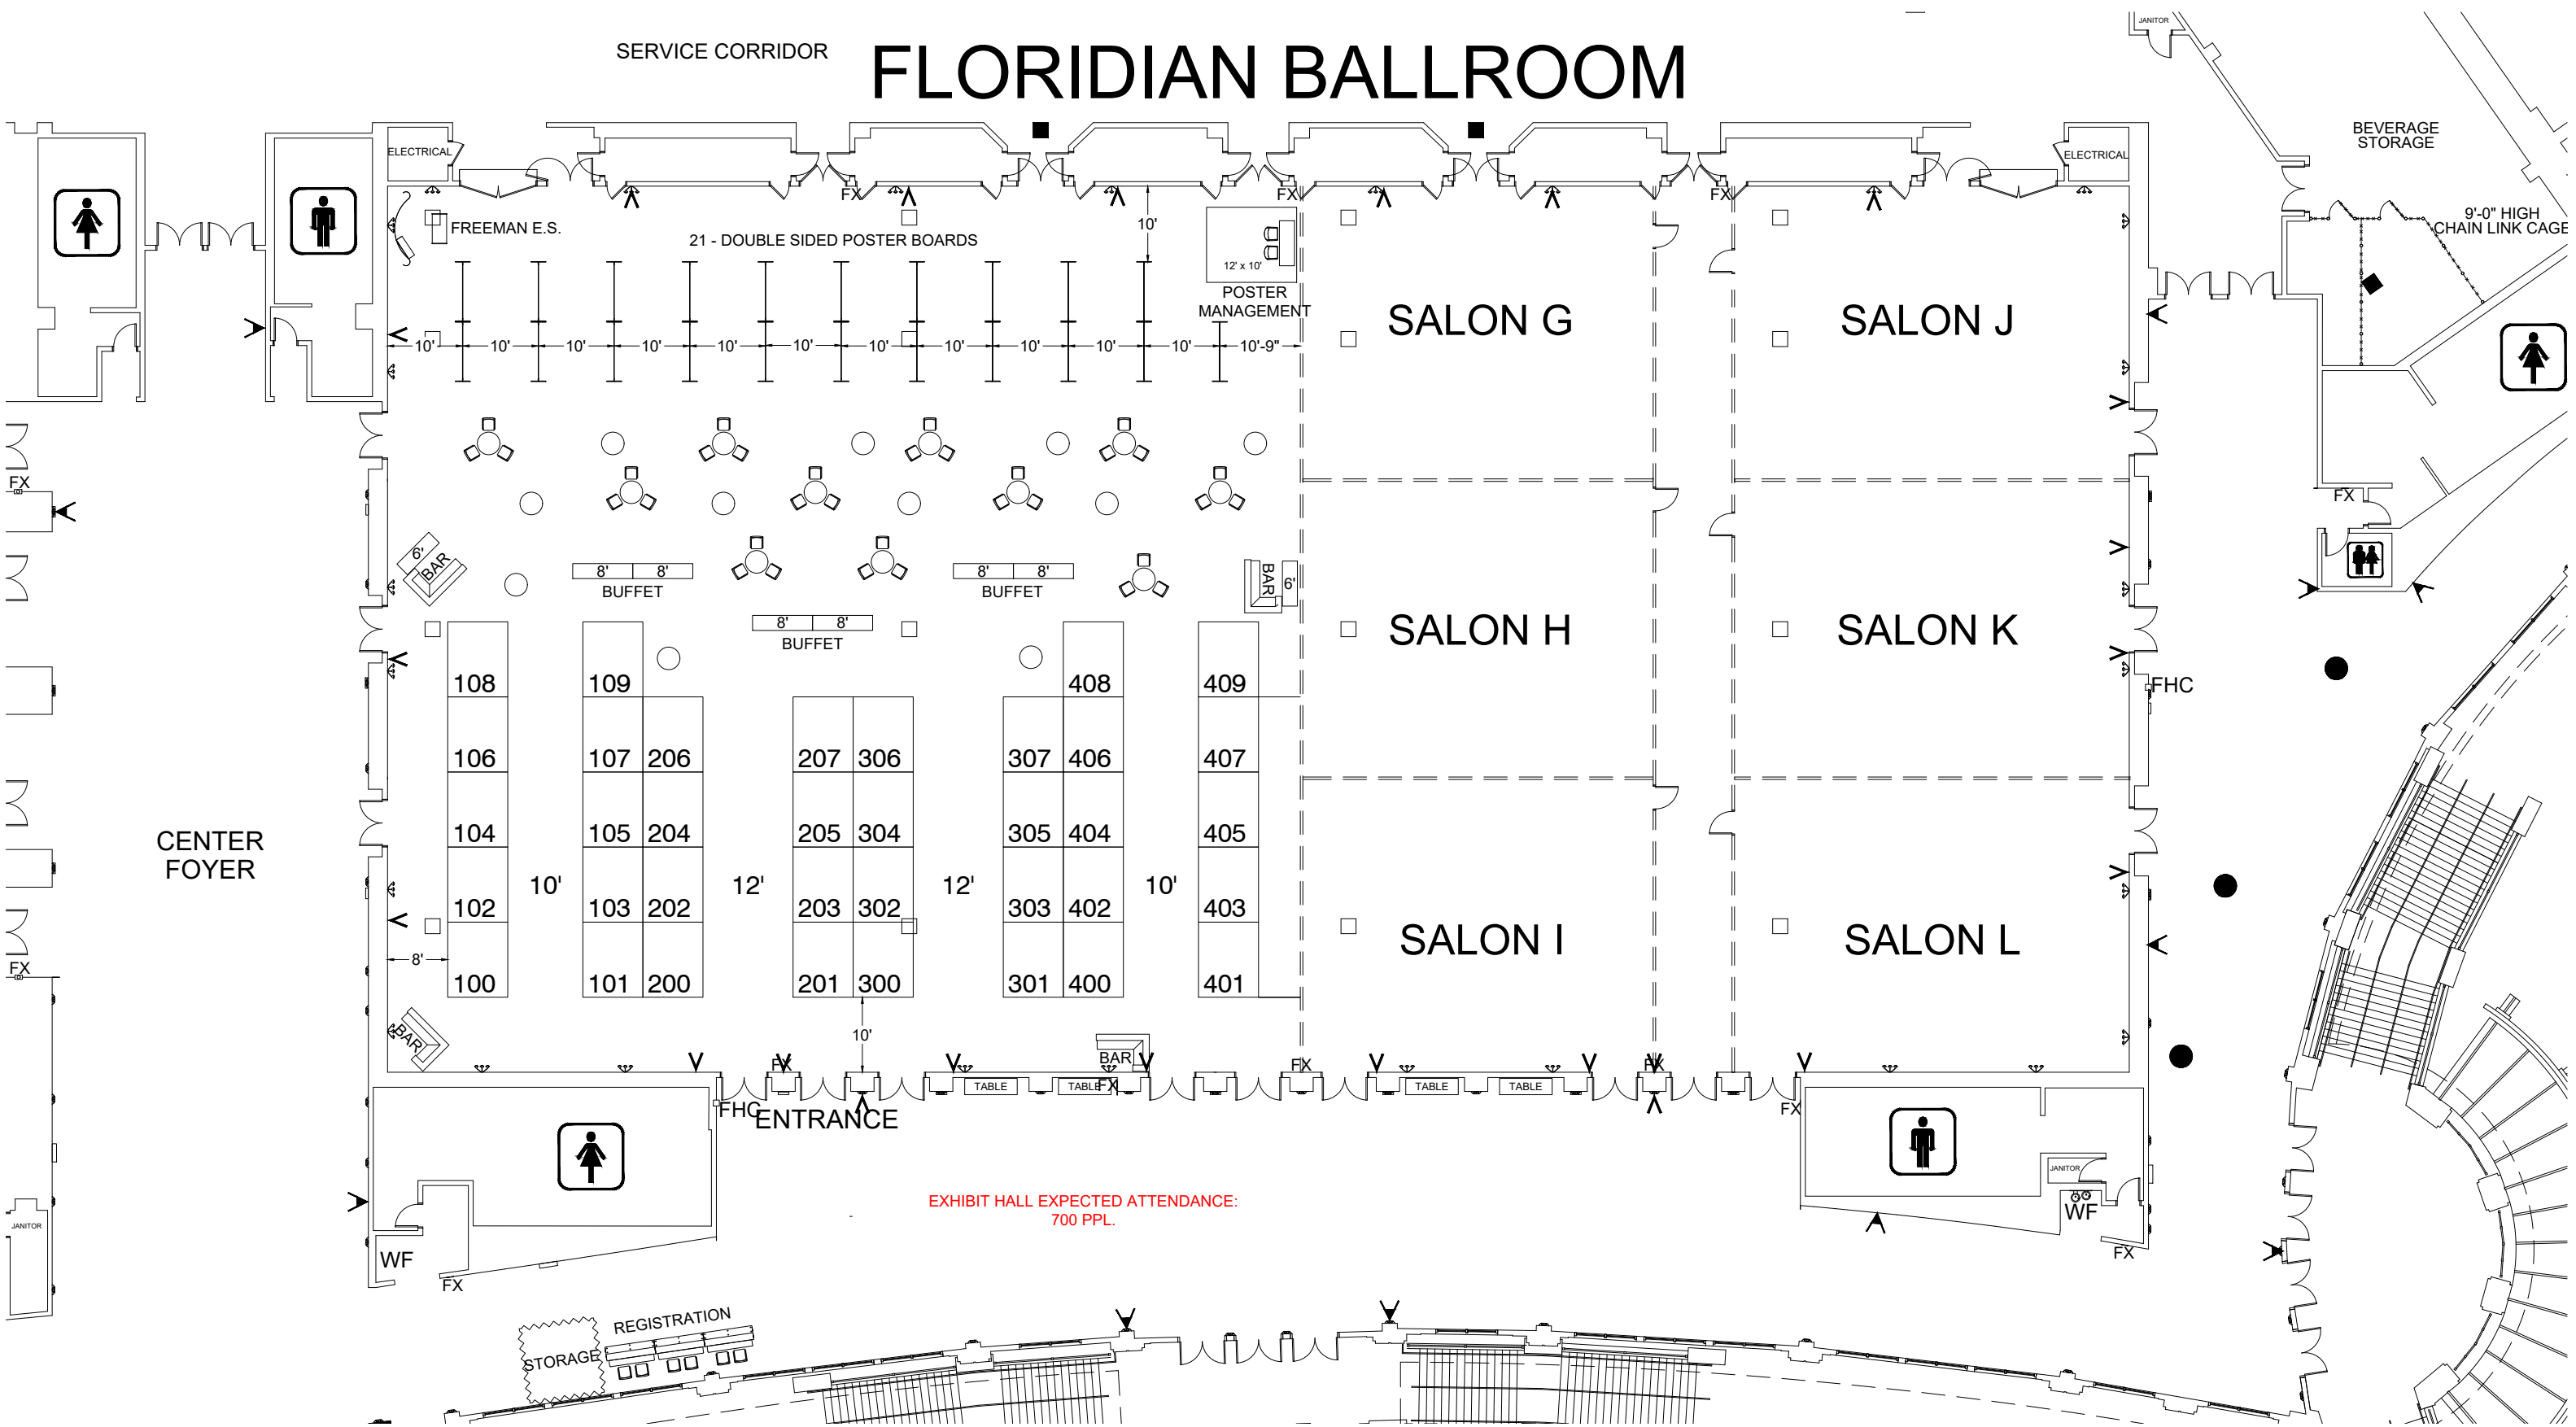 JANITOR
SERVICE CORRIDOR
FLORIDIAN BALLROOM
BEVERAGE
STORAGE
ELECTRICAL
ELECTRICAL
FX
FX
FX
9'-0" HIGH
CHAIN LINK CAGE
FREEMAN E.S.
10'
21 - DOUBLE SIDED POSTER BOARDS
12' x 10'
POSTER
MANAGEMENT
SALON G
SALON J
10'
10'
10'
10'
10'
10'
10'
10'
10'
10'
10'
10'-9"
FX
FX
6'
BAR
8'
8'
BUFFET
8'
8'
BUFFET
BAR
6'
8'
8'
BUFFET
SALON H
SALON K
FHC
108
109
408
409
106
107
206
207
306
307
406
407
104
105
204
205
304
305
404
405
CENTER
FOYER
10'
12'
12'
10'
102
103
202
203
302
303
402
403
SALON I
SALON L
FX
8'
100
101
200
201
300
301
400
401
BAR
10'
BAR
FX
FX
FX
TABLE
TABLE
FX
TABLE
TABLE
FHC
ENTRANCE
FX
JANITOR
EXHIBIT HALL EXPECTED ATTENDANCE:
700 PPL.
WF
JANITOR
WF
FX
FX
REGISTRATION
STORAGE